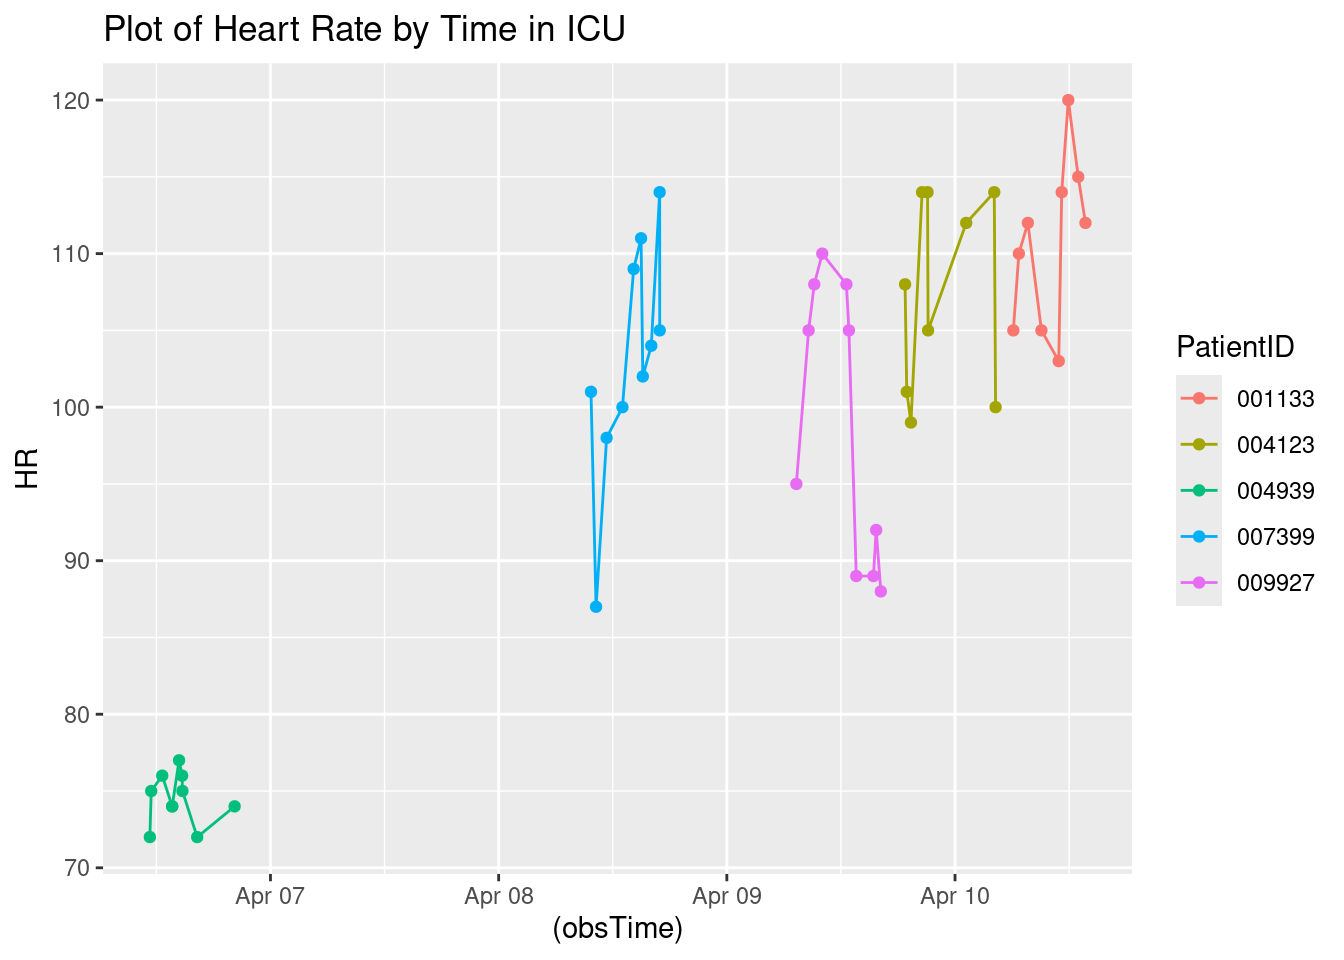 Plot of Heart Rate by Time in ICU
120
110
100
90
80
70
HR
Apr 07
Apr 08
Apr 09
Apr 10
(obsTime)
PatientID
001133
004123
004939
007399
009927